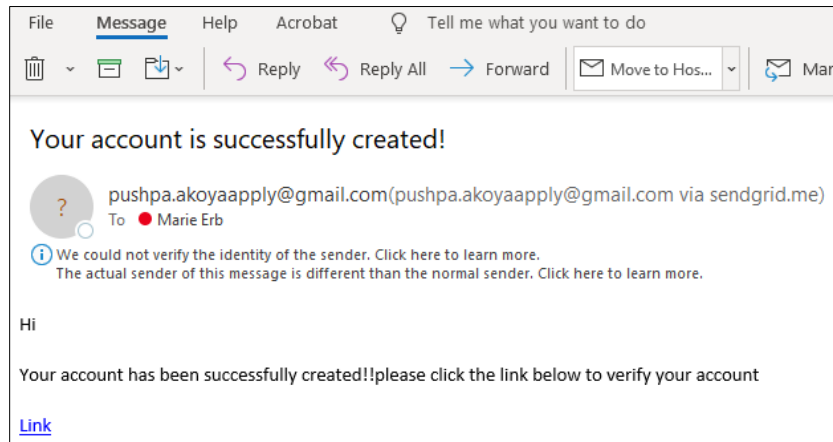 File Message Help Acrobat Tell me what you want to do
Reply Reply All Forward Move to Hos... Mar
Your account is successfully created!
?
pushpa.akoyaapply@gmail.com(pushpa.akoyaapply@gmail.com via sendgrid.me)
To Marie Erb
We could not verify the identity of the sender. Click here to learn more.
The actual sender of this message is different than the normal sender. Click here to learn more.
Hi
Your account has been successfully created!!please click the link below to verify your account
Link